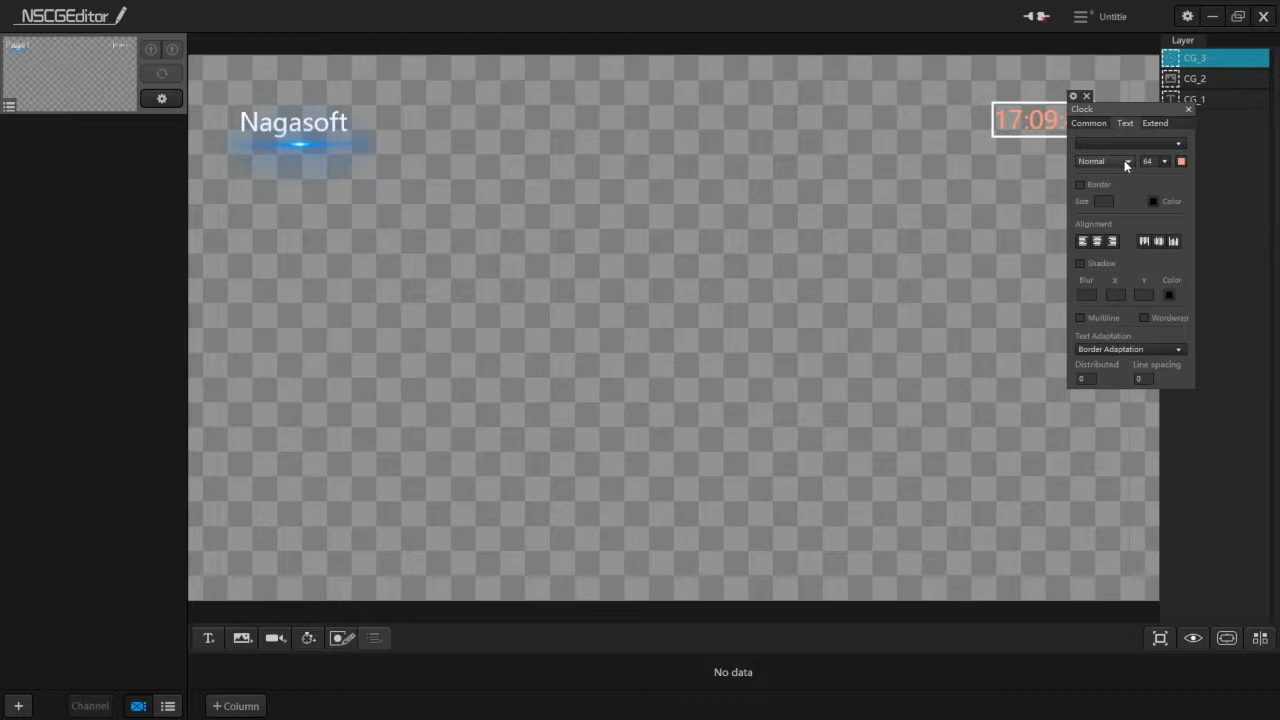 NSCGEditor
Untitle
Page1
Layer
CG_3
CG_2
CG_1
Nagasoft
17:09:
Clock
Common Text Extend
Normal 64
Border
Size Color
Alignment
Shadow
Blur X Y Color
Multiline Wordwrap
Text Adaptation
Border Adaptation
Distributed Line spacing
0 0
No data
Channel
+ Column